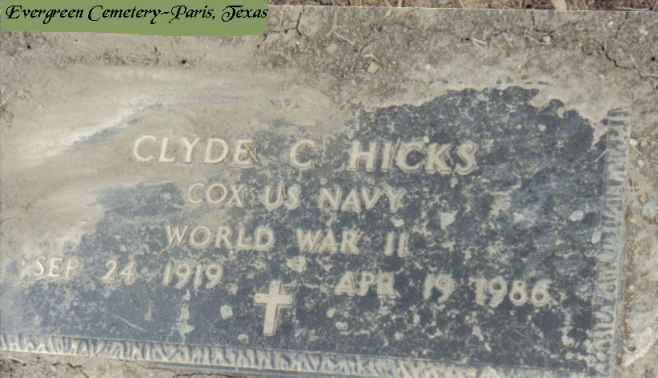 Evergreen Cemetery-Paris, Texas
CLYDE C HICKS
COX US NAVY
WORLD WAR II
SEP 24 1919 APR 19 1986